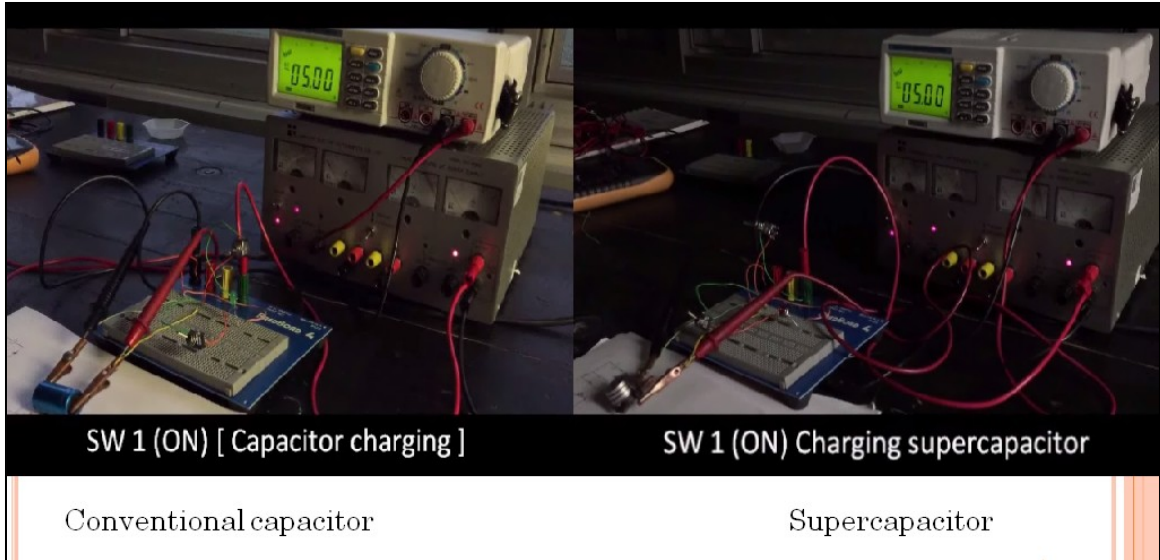 05.00
05.00
SW 1 (ON) [ Capacitor charging ]
SW 1 (ON) Charging supercapacitor
Conventional capacitor
Supercapacitor